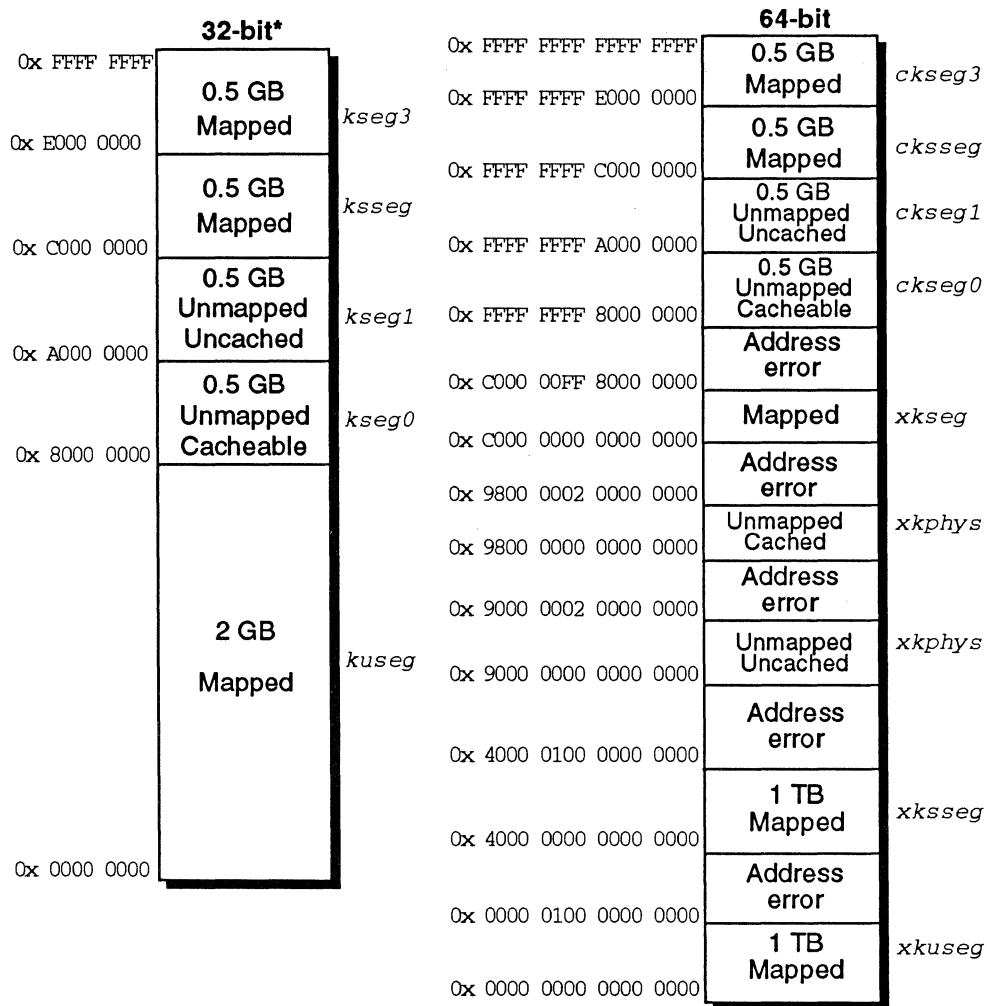 32-bit*
0x FFFF FFFF
0.5 GB
Mapped
kseg3
0x E000 0000
0.5 GB
Mapped
ksseg
0x C000 0000
0.5 GB
Unmapped
Uncached
kseg1
0x A000 0000
0.5 GB
Unmapped
Cacheable
kseg0
0x 8000 0000
2 GB
Mapped
kuseg
0x 0000 0000
64-bit
0x FFFF FFFF FFFF FFFF
0.5 GB
Mapped
ckseg3
0x FFFF FFFF E000 0000
0.5 GB
Mapped
cksseg
0x FFFF FFFF C000 0000
0.5 GB
Unmapped
Uncached
ckseg1
0x FFFF FFFF A000 0000
0.5 GB
Unmapped
Cacheable
ckseg0
0x FFFF FFFF 8000 0000
Address
error
0x C000 00FF 8000 0000
Mapped
xkseg
0x C000 0000 0000 0000
Address
error
0x 9800 0002 0000 0000
Unmapped
Cached
xkphys
0x 9800 0000 0000 0000
Address
error
0x 9000 0002 0000 0000
Unmapped
Uncached
xkphys
0x 9000 0000 0000 0000
Address
error
0x 4000 0100 0000 0000
1 TB
Mapped
xksseg
0x 4000 0000 0000 0000
Address
error
0x 0000 0100 0000 0000
1 TB
Mapped
xkuseg
0x 0000 0000 0000 0000